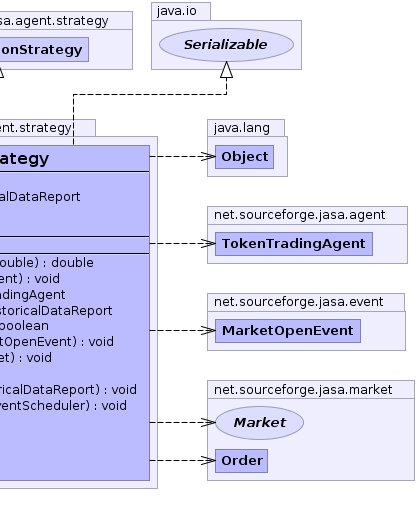 sa.agent.strategy
java.io
onStrategy
Serializable
ent.strategy
java.lang
ategy
Object
alDataReport
net.sourceforge.jasa.agent
TokenTradingAgent
ouble) : double
ent) : void
adingAgent
storicalDataReport
boolean
tOpenEvent) : void
et) : void
ricalDataReport) : void
ventScheduler) : void
net.sourceforge.jasa.event
MarketOpenEvent
net.sourceforge.jasa.market
Market
Order